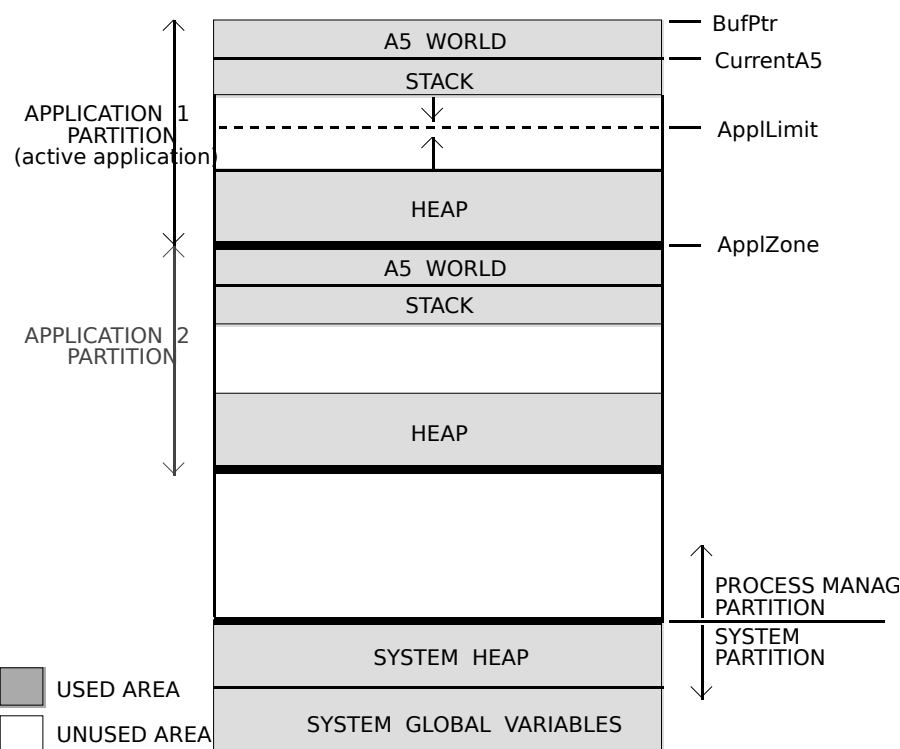 BufPtr
A5 WORLD
CurrentA5
STACK
APPLICATION 1
PARTITION
(active application)
ApplLimit
HEAP
ApplZone
A5 WORLD
STACK
APPLICATION 2
PARTITION
HEAP
PROCESS MANAG
PARTITION
SYSTEM
PARTITION
SYSTEM HEAP
USED AREA
SYSTEM GLOBAL VARIABLES
UNUSED AREA